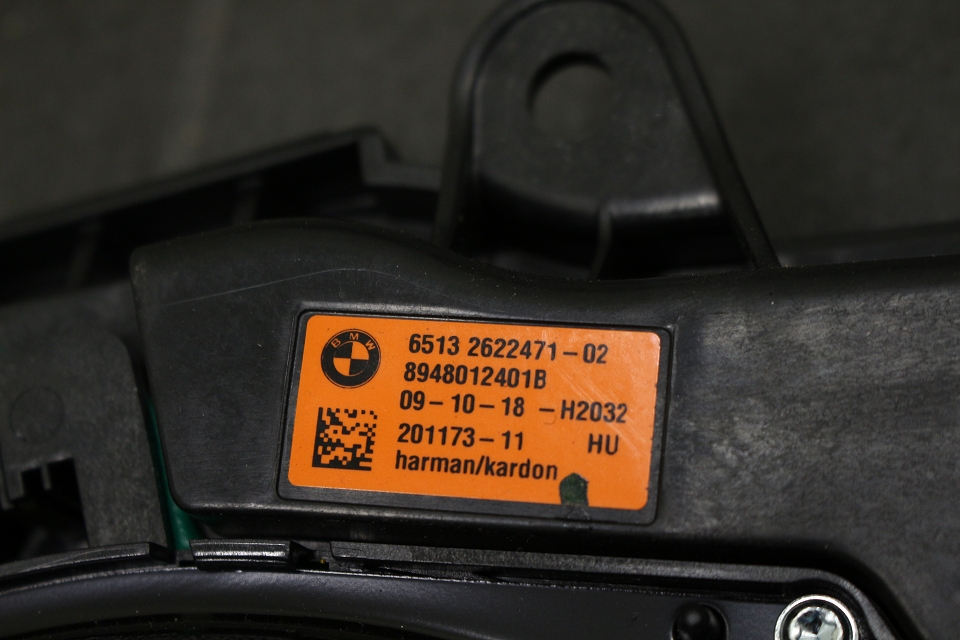 BMW
6513 2622471-02
8948012401B
09-10-18 -H2032
201173-11 HU
harman/kardon